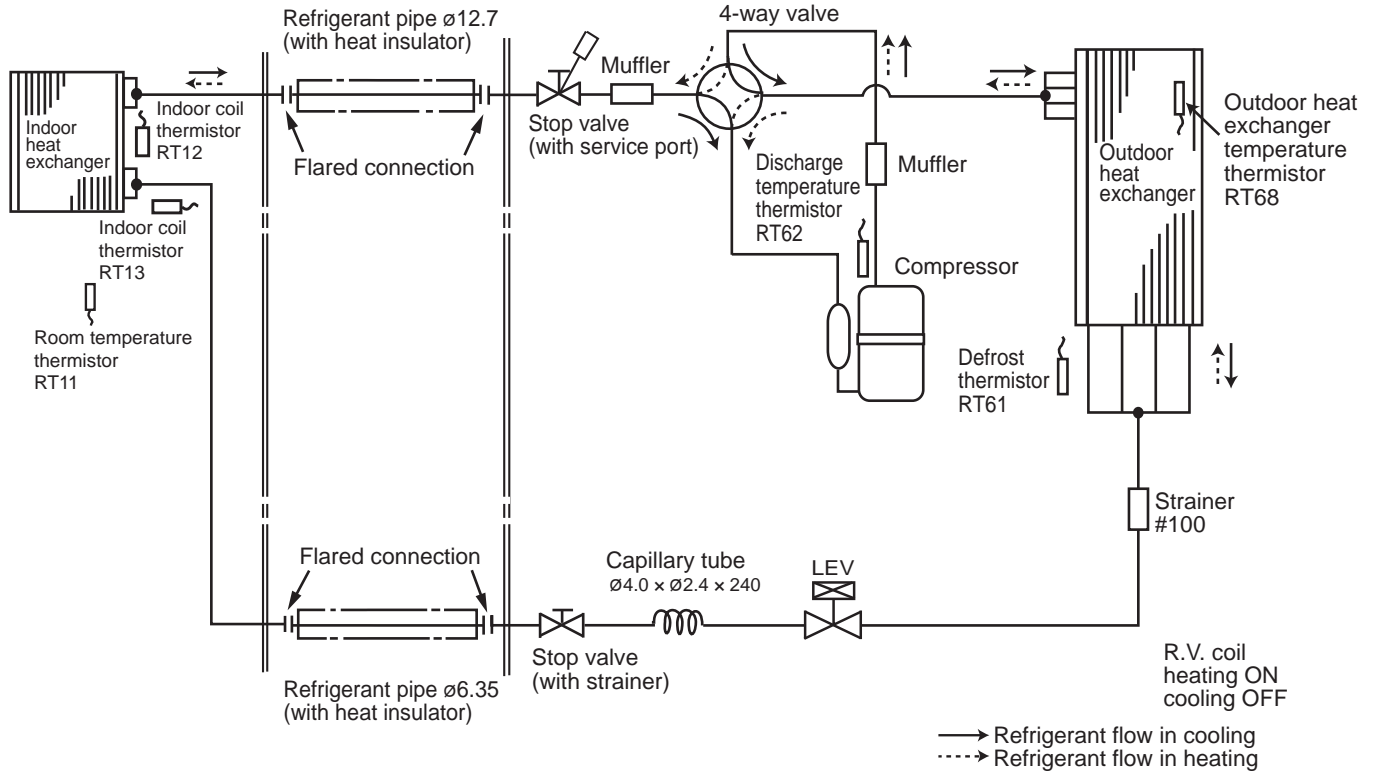 Refrigerant pipe ø12.7
(with heat insulator)
4-way valve
Muffler
Indoor
heat
exchanger
Indoor coil
thermistor
RT12
Flared connection
Stop valve
(with service port)
Discharge
temperature
thermistor
RT62
Muffler
Outdoor
heat
exchanger
Outdoor heat
exchanger
temperature
thermistor
RT68
Indoor coil
thermistor
RT13
Compressor
Room temperature
thermistor
RT11
Defrost
thermistor
RT61
Strainer
#100
Flared connection
Capillary tube
Ø4.0 × Ø2.4 × 240
LEV
Stop valve
(with strainer)
Refrigerant pipe ø6.35
(with heat insulator)
R.V. coil
heating ON
cooling OFF
Refrigerant flow in cooling
Refrigerant flow in heating